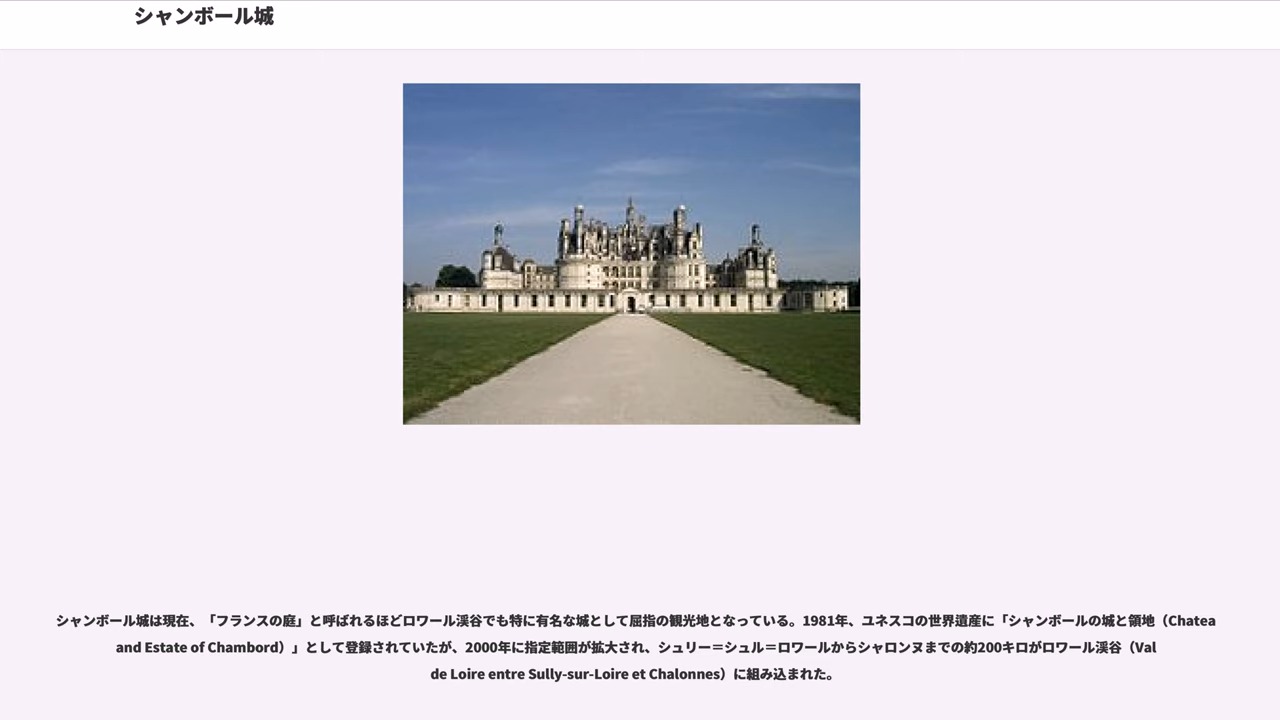 シャンボール城
シャンボール城は現在、「フランスの庭」と呼ばれるほどロワール渓谷でも特に有名な城として屈指の観光地となっている。1981年、ユネスコの世界遺産に「シャンボールの城と領地（Chatea
and Estate of Chambord）」として登録されていたが、2000年に指定範囲が拡大され、シュリー＝シュル＝ロワールからシャロンヌまでの約200キロがロワール渓谷（Val
de Loire entre Sully-sur-Loire et Chalonnes）に組み込まれた。